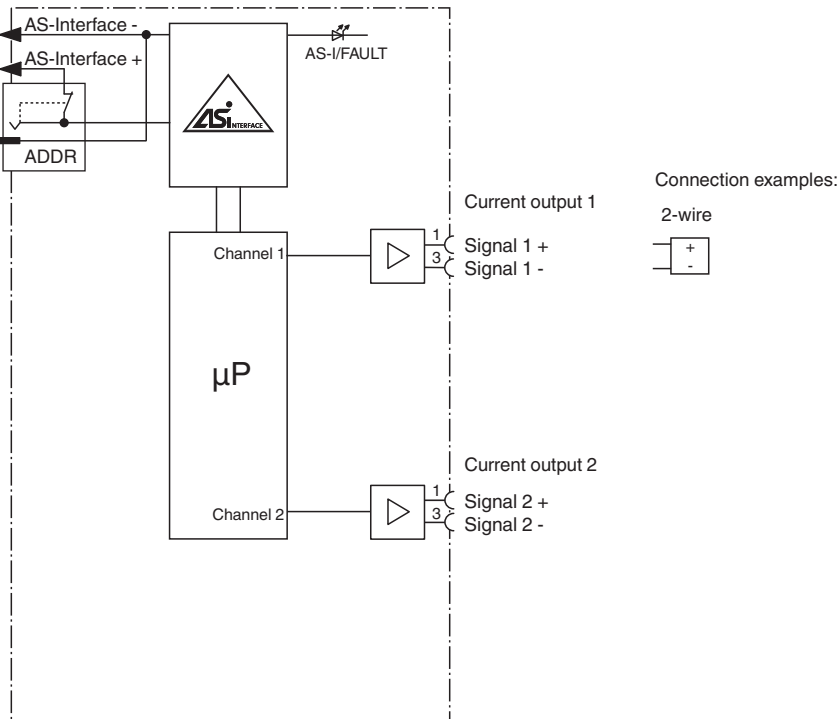 AS-Interface -
AS-Interface +
ADDR
AS-I/FAULT
ASi INTERFACE
Channel 1
µP
Channel 2
Current output 1
1
Signal 1 +
3
Signal 1 -
Current output 2
1
Signal 2 +
3
Signal 2 -
Connection examples:
2-wire
+
-